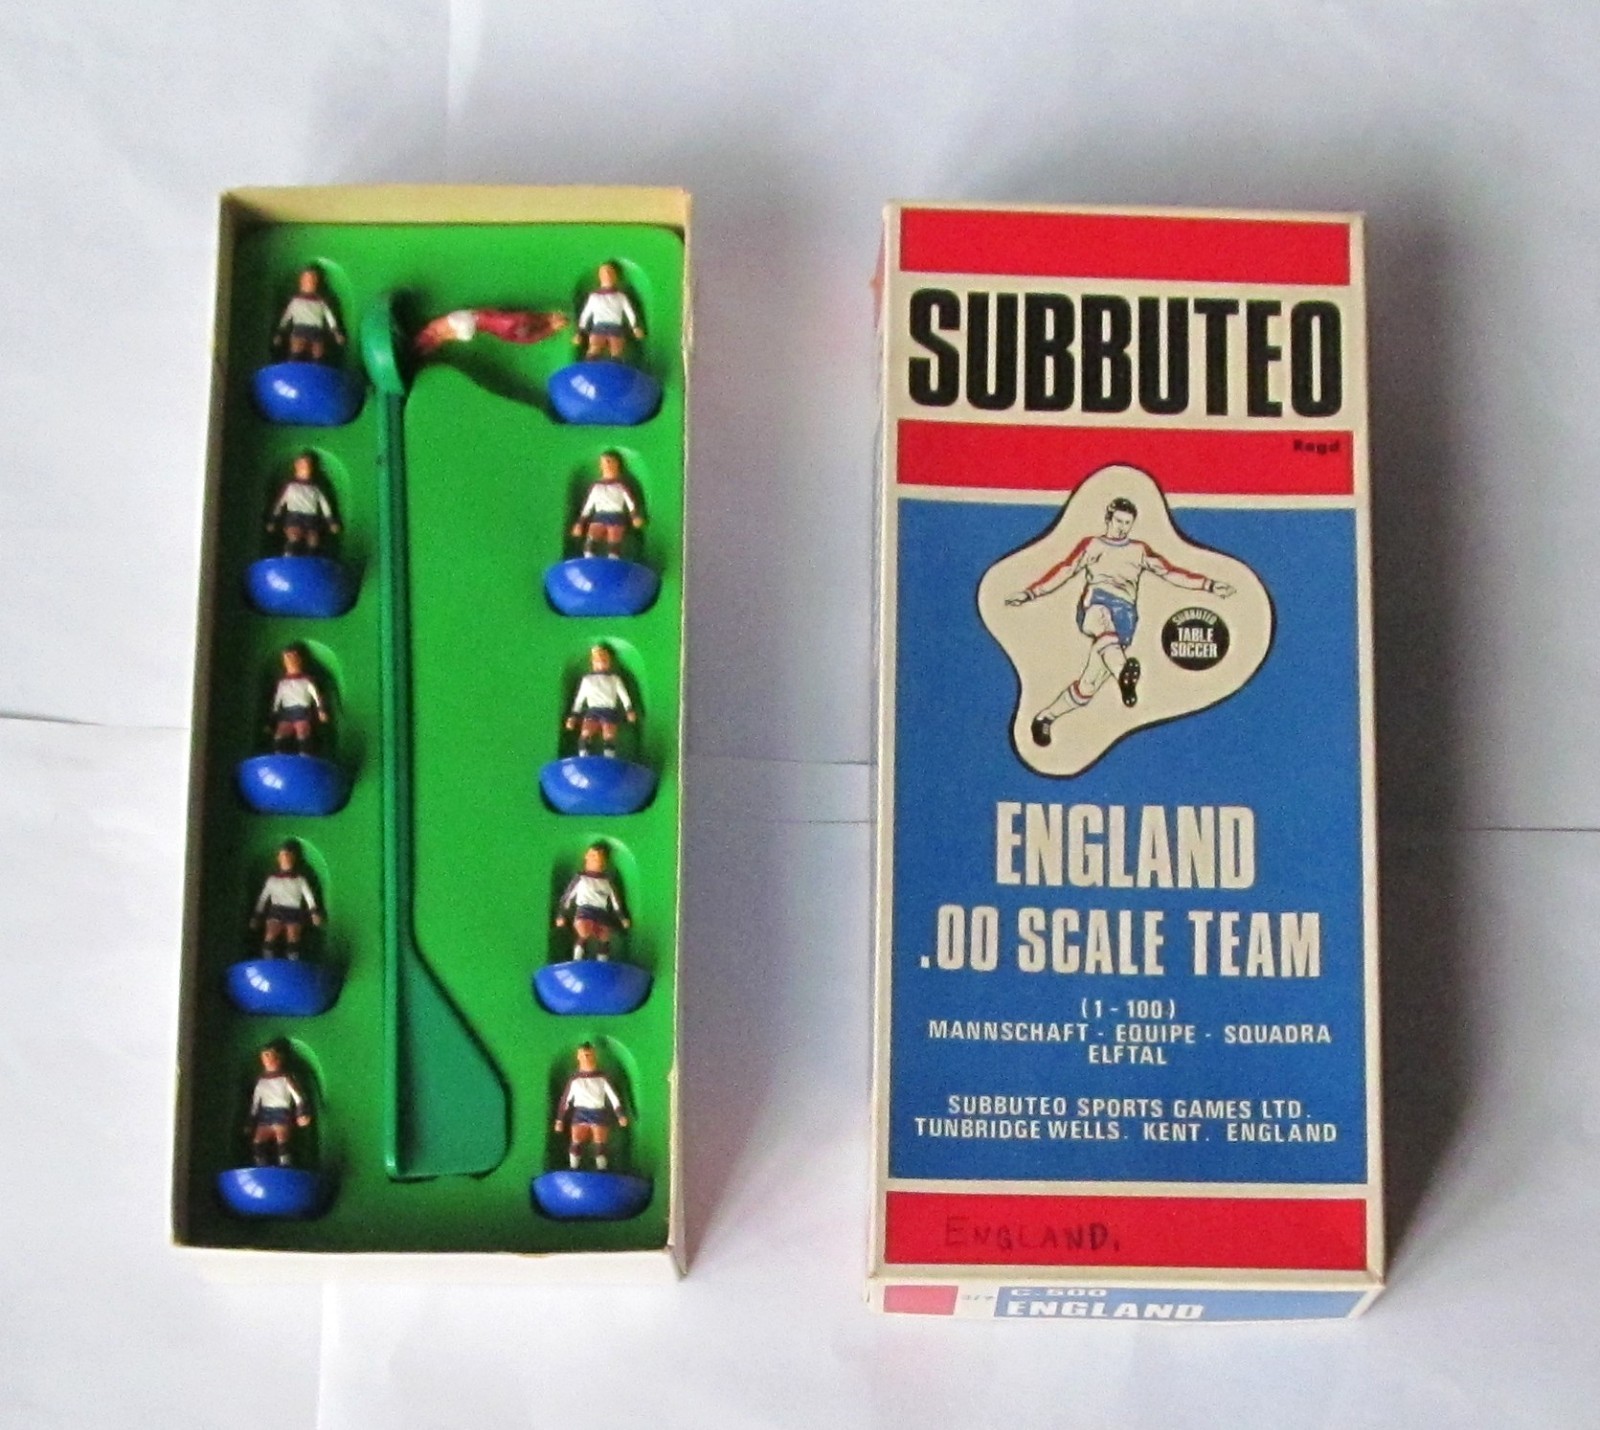 SUBBUTEO
Regd
SUBBUTEO
TABLE
SOCCER
ENGLAND
.00 SCALE TEAM
(1-100)
MANNSCHAFT - EQUIPE - SQUADRA
ELFTAL
SUBBUTEO SPORTS GAMES LTD.
TUNBRIDGE WELLS. KENT. ENGLAND
ENGLAND.
C.500
ENGLAND